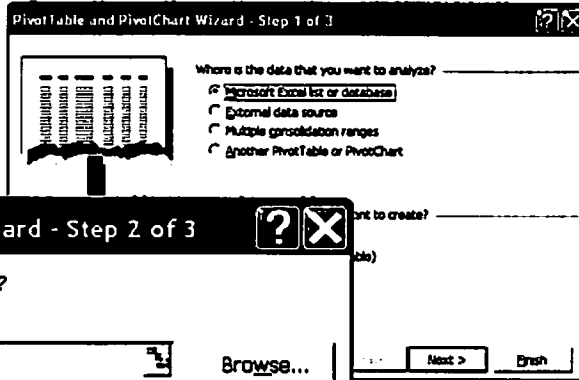 PivotTable and PivotChart Wizard - Step 1 of 3
Where is the data that you want to analyze?
Microsoft Excel list or database
External data source
Multiple consolidation ranges
Another PivotTable or PivotChart
ont to create?
ble)
Next >
Finish
ard - Step 2 of 3
?
Browse...